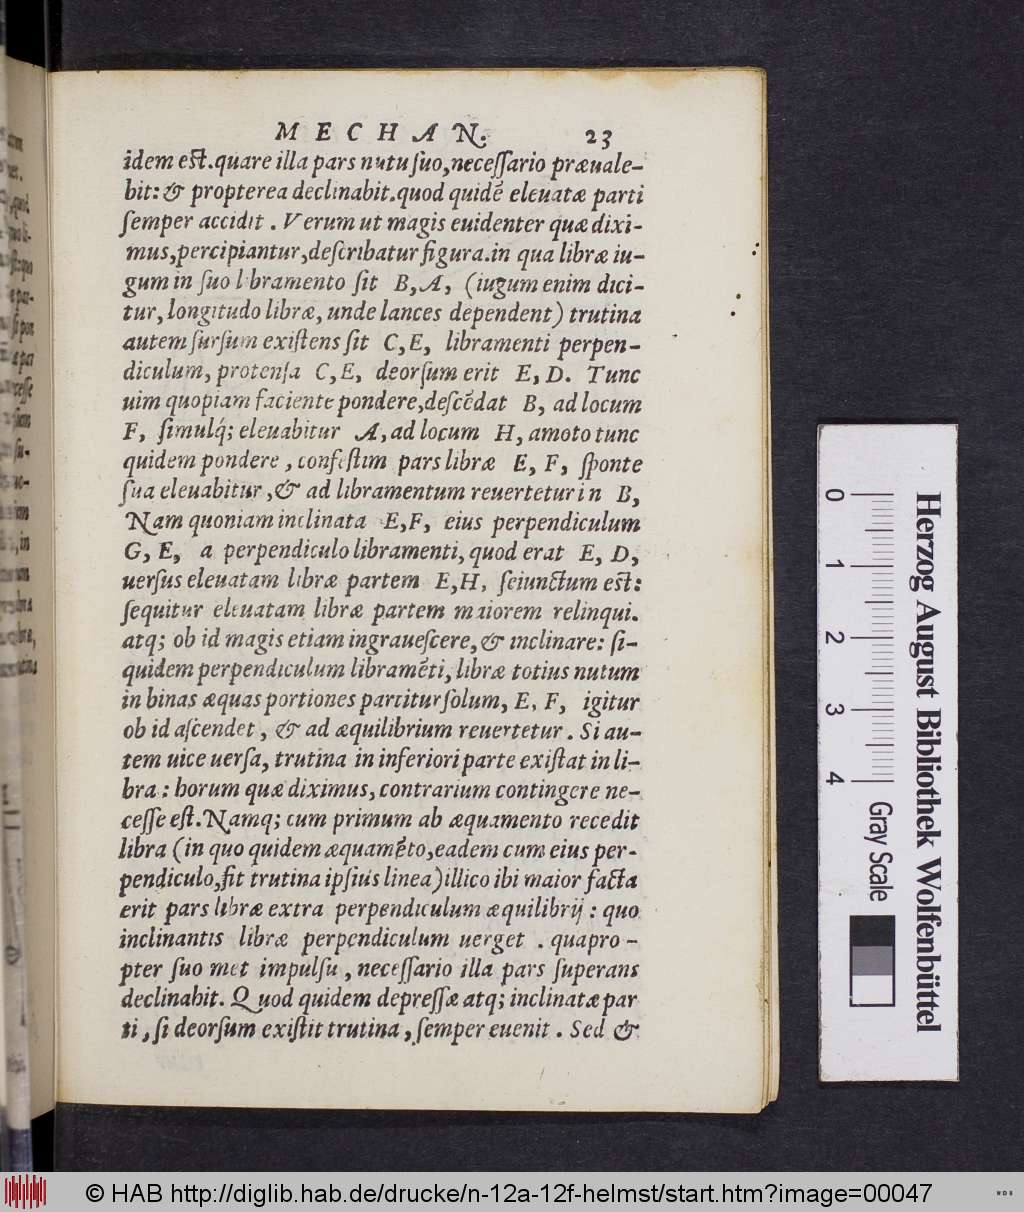 MECHAN. 23
idem est.quare illa pars nutu suo,necessario præuale-
bit: & propterea declinabit.quod quidẽ eleuatæ parti
semper accidit . Verum ut magis euidenter quæ dixi-
mus,percipiantur,describatur figura.in qua libræ iu-
gum in suo libramento sit B,A, (iugum enim dici-
tur, longitudo libræ, unde lances dependent) trutina
autem sursum existens sit C,E, libramenti perpen-
diculum, protensa C,E, deorsum erit E,D. Tunc
uim quopiam faciente pondere,descẽdat B, ad locum
F, simulq́; eleuabitur A,ad locum H, amoto tunc
quidem pondere , confestim pars libræ E, F, sponte
sua eleuabitur ,& ad libramentum reuertetur in B,
Nam quoniam inclinata E,F, eius perpendiculum
G, E, a perpendiculo libramenti, quod erat E, D,
uersus eleuatam libræ partem E,H, seiunctum est:
sequitur eleuatam libræ partem maiorem relinqui.
atq; ob id magis etiam ingrauescere,& inclinare: si-
quidem perpendiculum libramẽti, libræ totius nutum
in binas æquas portiones partitur solum, E, F, igitur
ob id ascendet , & ad æquilibrium reuertetur . Si au-
tem uice uersa, trutina in inferiori parte existat in li-
bra : horum quæ diximus, contrarium contingere ne-
cesse est.Namq; cum primum ab æquamento recedit
libra (in quo quidem æquamẽto,eadem cum eius per-
pendiculo,fit trutina ipsius linea) illico ibi maior facta
erit pars libræ extra perpendiculum æquilibrij : quo
inclinantis libræ perpendiculum uerget . quapro-
pter suo met impulsu , necessario illa pars superans
declinabit. Quod quidem depressæ atq; inclinatæ par
ti , si deorsum existit trutina , semper euenit . Sed &
Herzog August Bibliothek Wolfenbüttel
0 1 2 3 4 Gray Scale
© HAB http://diglib.hab.de/drucke/n-12a-12f-helmst/start.htm?image=00047